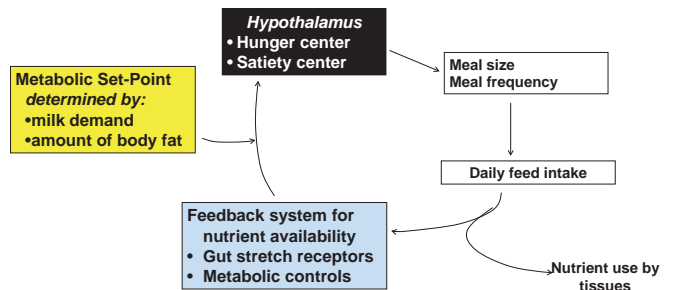 Hypothalamus
• Hunger center
• Satiety center
Meal size
Meal frequency
Metabolic Set-Point
determined by:
•milk demand
•amount of body fat
Daily feed intake
Feedback system for
nutrient availability
• Gut stretch receptors
• Metabolic controls
Nutrient use by
tissues